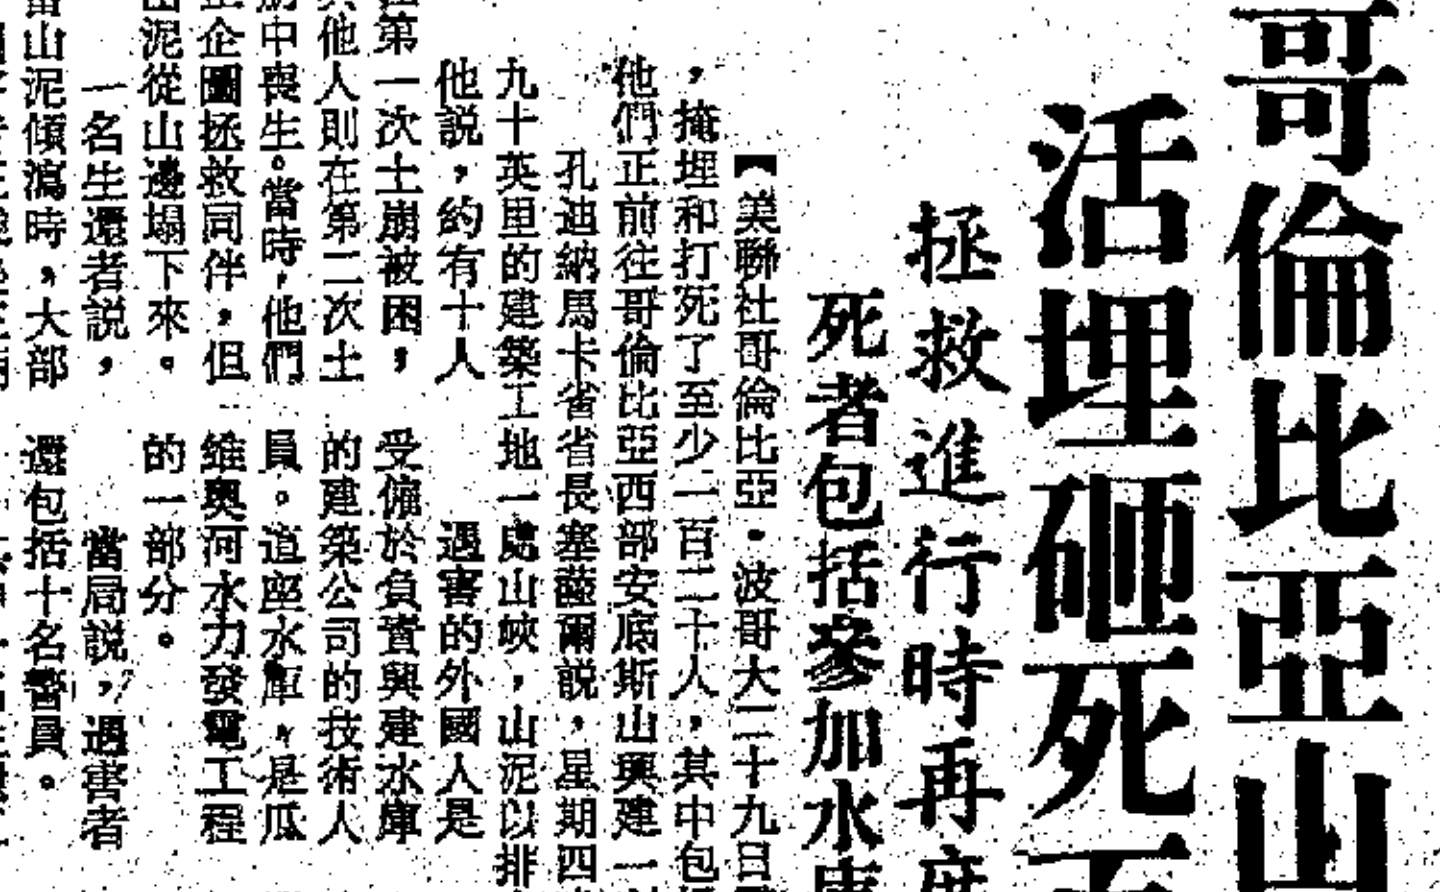 哥倫比亞山
活埋砸死
拯救進行時再度
死者包括參加水庫
【美聯社哥倫比亞·波哥大二十九日
，掩埋和打死了至少一百二十人，其中包
他們正前往哥倫比亞西部安底斯山興建一
孔迪納馬卡省省長塞薩爾說，星期四
九十英里的建築工地一處山峽，山泥以排
他說，約有十人
第一次土崩被困，
其他人則在第二次土
崩中喪生。當時，他們
企圖拯救同伴，但
山泥從山邊塌下來。
一名生還者說，
當山泥傾瀉時，大部
遇害的外國人是
受僱於負責興建水庫
的建築公司的技術人
員。這座水庫，是瓜
維奧河水力發電工程
的一部分。
當局說，遇害者
還包括十名警員。